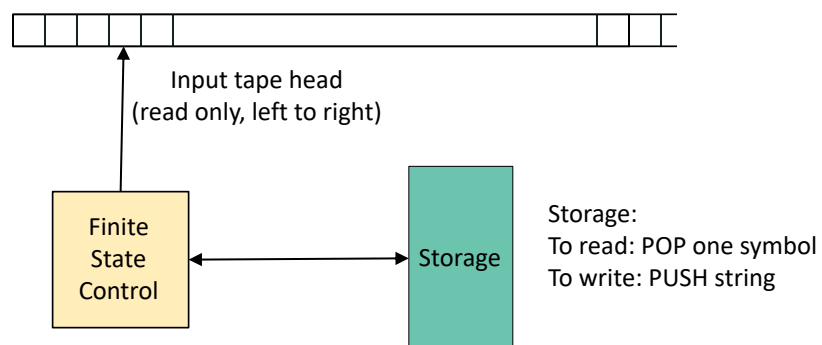 Input tape head
(read only, left to right)
Finite
State
Control
Storage
Storage:
To read: POP one symbol
To write: PUSH string